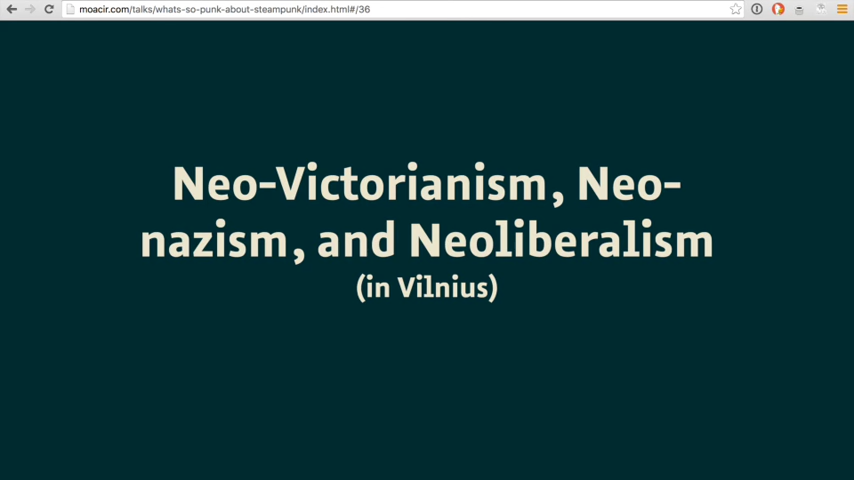 moacir.com/talks/whats-so-punk-about-steampunk/index.html#/36
Neo-Victorianism, Neo-
nazism, and Neoliberalism
(in Vilnius)